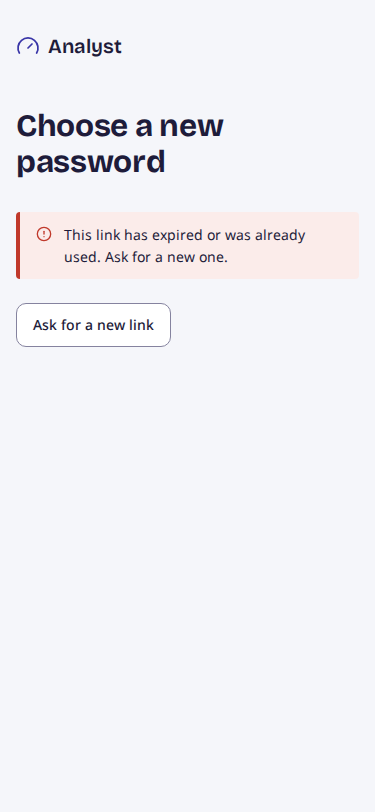 Analyst
Choose a new
password
This link has expired or was already
used. Ask for a new one.
Ask for a new link